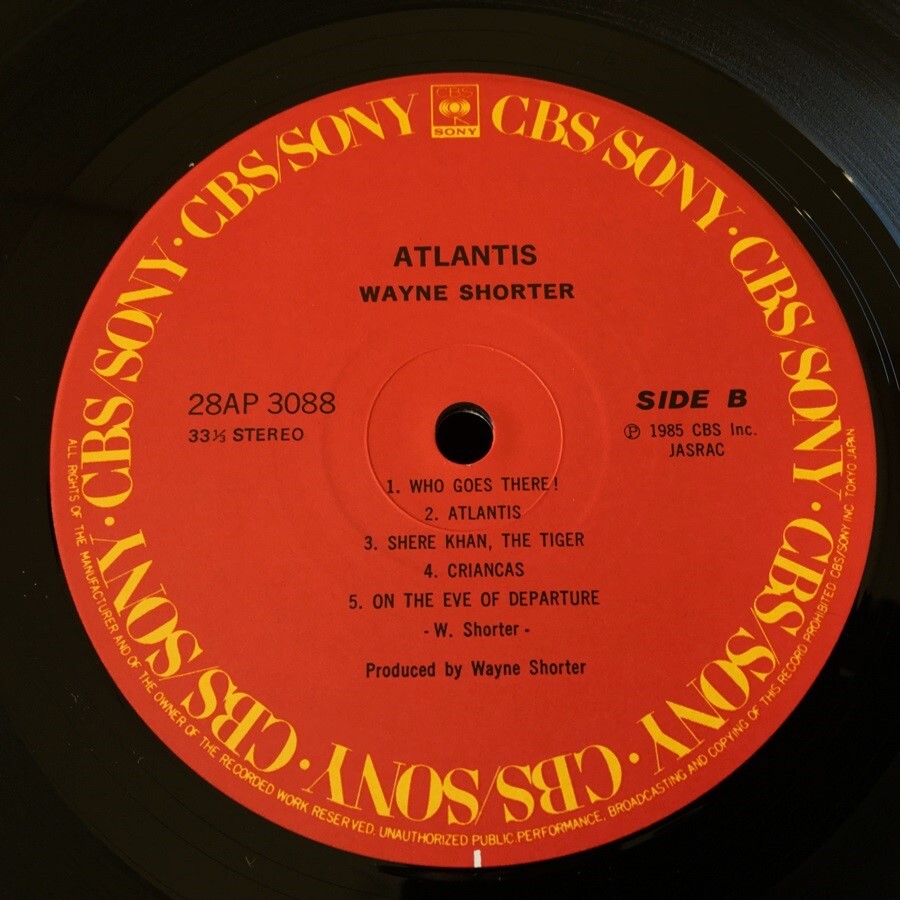 CBS
SONY
CBS/SONY · CBS/SONY · CBS/SONY · CBS/SONY · CBS/SONY · CBS/SONY · CBS/SONY · CBS/SONY
ATLANTIS
WAYNE SHORTER
28AP 3088
33⅓ STEREO
SIDE B
Ⓟ 1985 CBS Inc.
JASRAC
1. WHO GOES THERE!
2. ATLANTIS
3. SHERE KHAN, THE TIGER
4. CRIANCAS
5. ON THE EVE OF DEPARTURE
- W. Shorter -
Produced by Wayne Shorter
ALL RIGHTS OF THE MANUFACTURER AND OF THE OWNER OF THE RECORDED WORK RESERVED. UNAUTHORIZED PUBLIC PERFORMANCE, BROADCASTING AND COPYING OF THIS RECORD PROHIBITED CBS/SONY INC TOKYO JAPAN